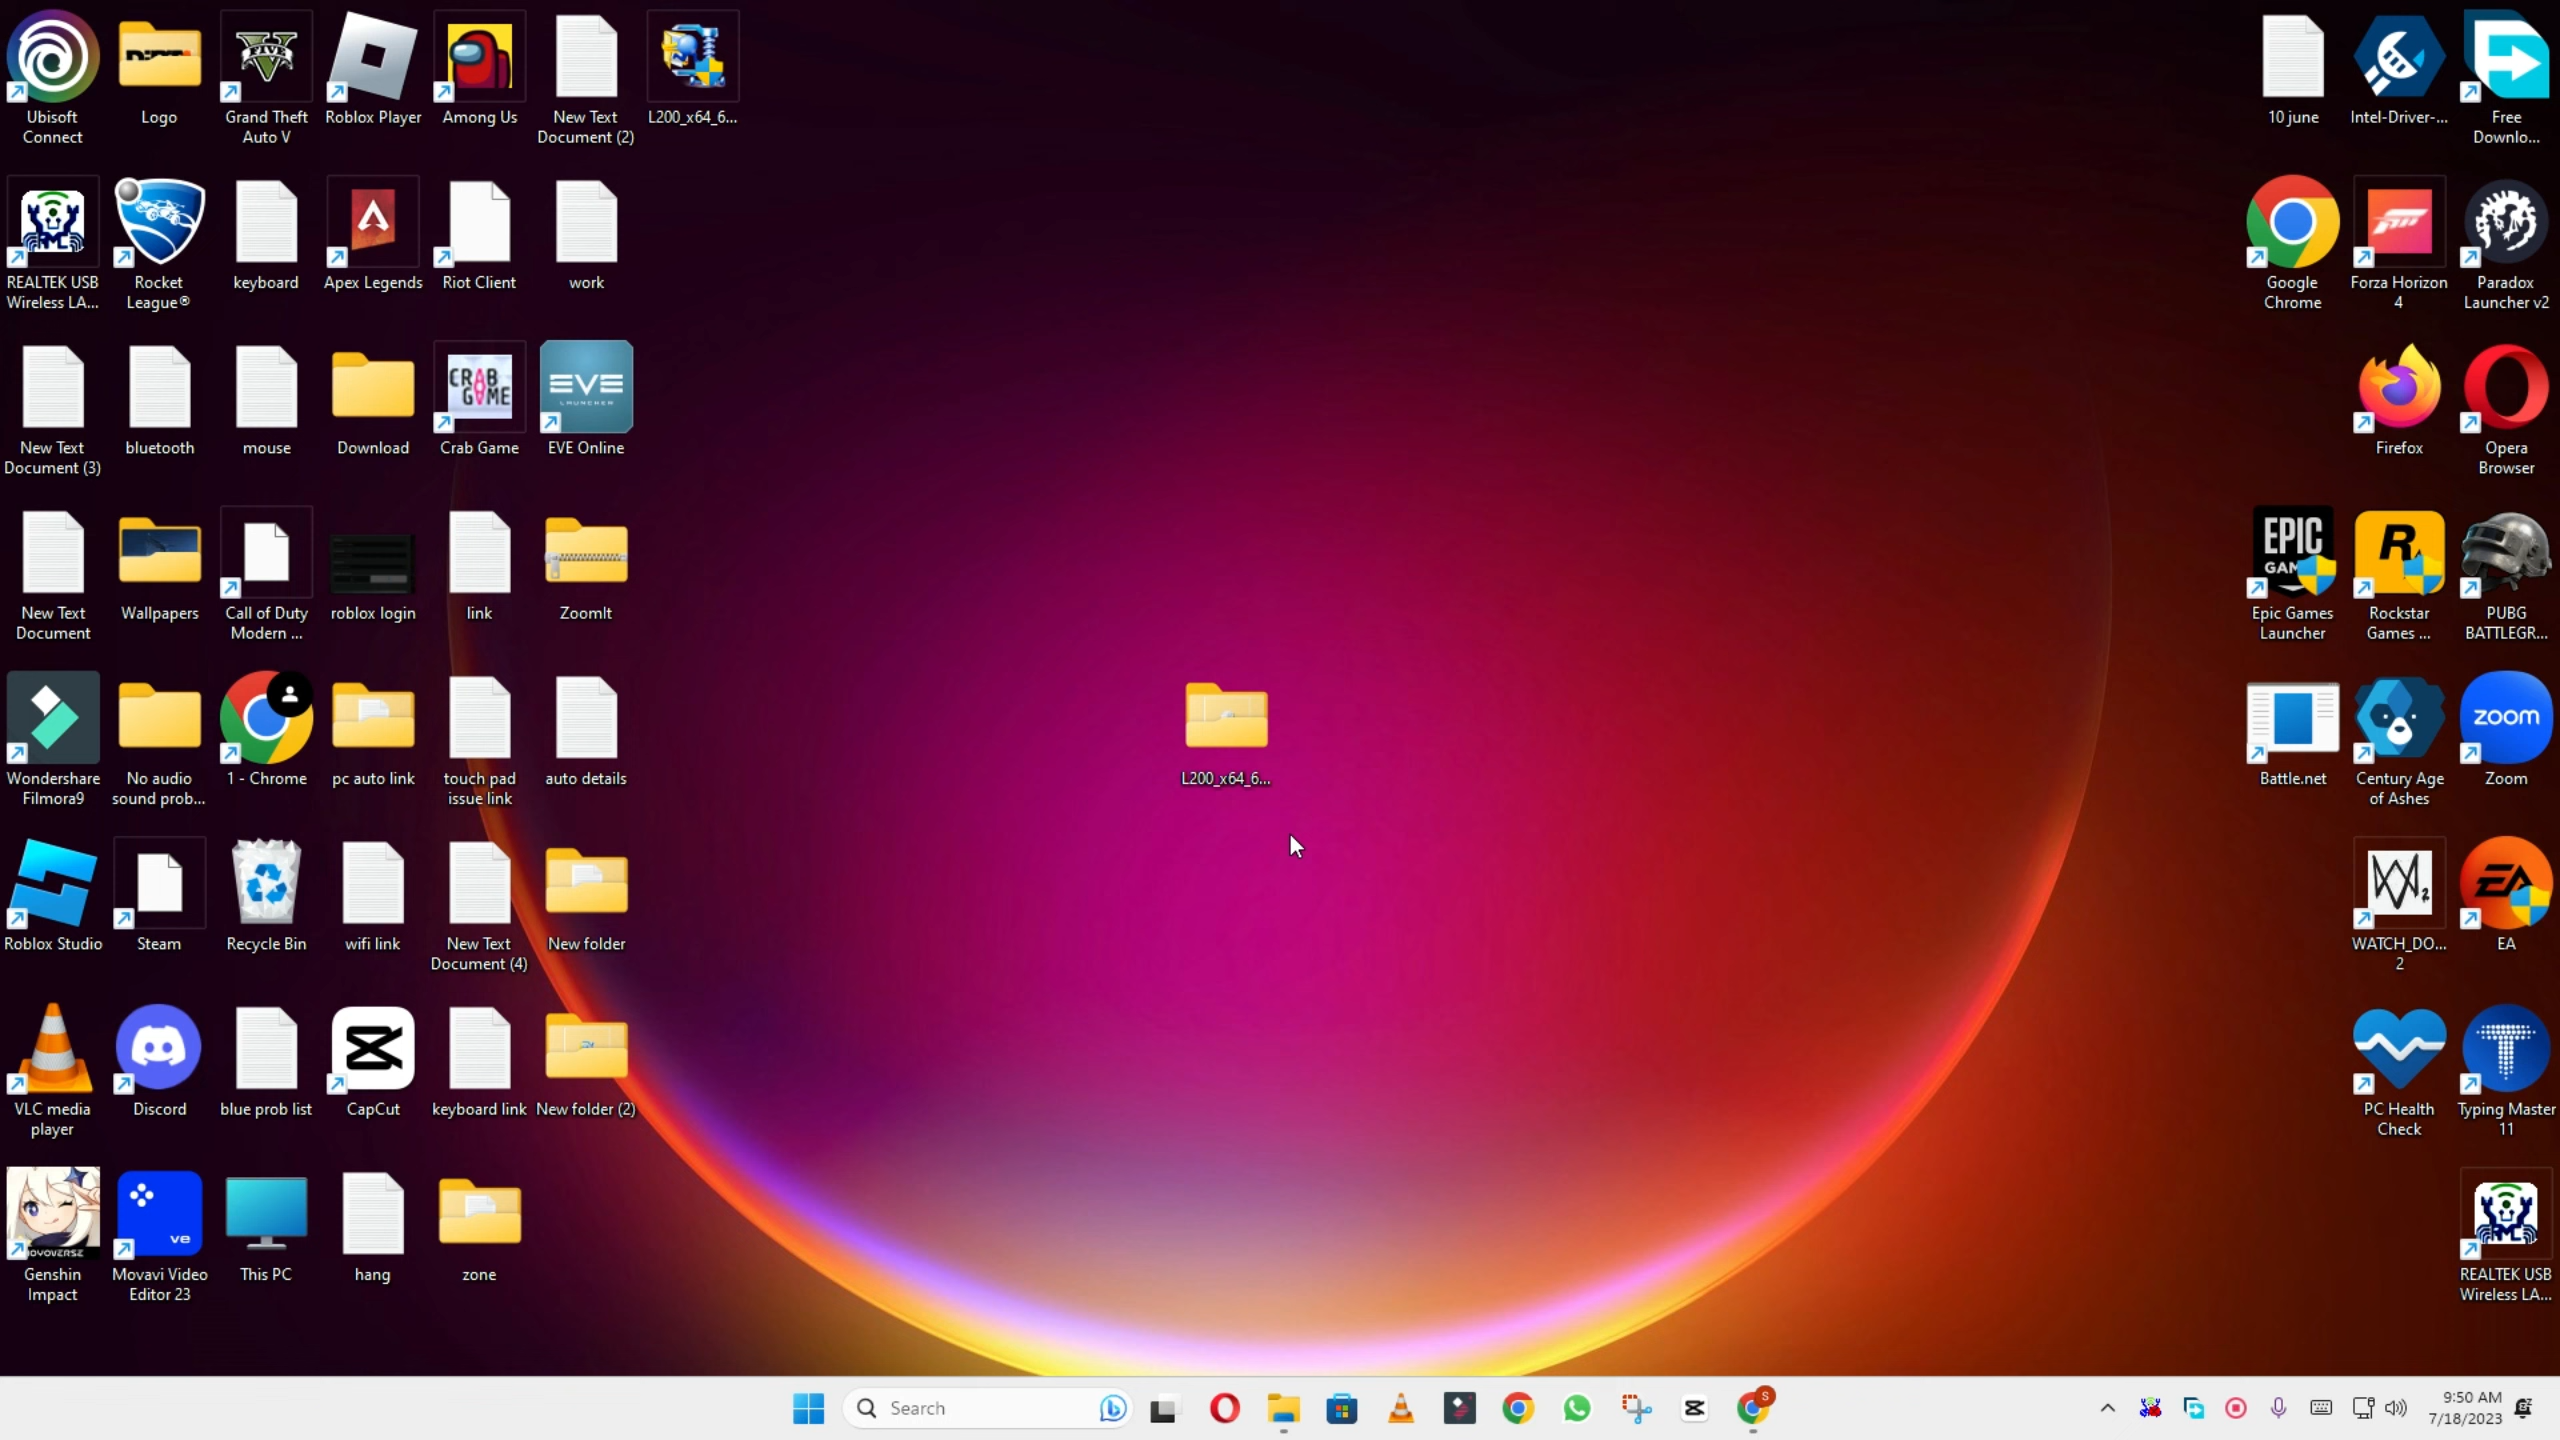 Ubisoft
Connect
Logo
Grand Theft
Auto V
Roblox Player
Among Us
New Text
Document (2)
L200_x64_6...
10 june
Intel-Driver-...
Free
Downlo...
REALTEK USB
Wireless LA...
Rocket
League®
keyboard
Apex Legends
Riot Client
work
Google
Chrome
Forza Horizon
4
Paradox
Launcher v2
CRAB
GAME
EVE
LAUNCHER
New Text
Document (3)
bluetooth
mouse
Download
Crab Game
EVE Online
Firefox
Opera
Browser
New Text
Document
Wallpapers
Call of Duty
Modern ...
roblox login
link
ZoomIt
EPIC
Epic Games
Launcher
Rockstar
Games ...
PUBG
BATTLEGR...
zoom
Wondershare
Filmora9
No audio
sound prob...
1 - Chrome
pc auto link
touch pad
issue link
auto details
L200_x64_6...
Battle.net
Century Age
of Ashes
Zoom
Roblox Studio
Steam
Recycle Bin
wifi link
New Text
Document (4)
New folder
WATCH_DO...
2
EA
VLC media
player
Discord
blue prob list
CapCut
keyboard link
New folder (2)
PC Health
Check
Typing Master
11
ve
Genshin
Impact
Movavi Video
Editor 23
This PC
hang
zone
REALTEK USB
Wireless LA...
Search
S
9:50 AM
7/18/2023